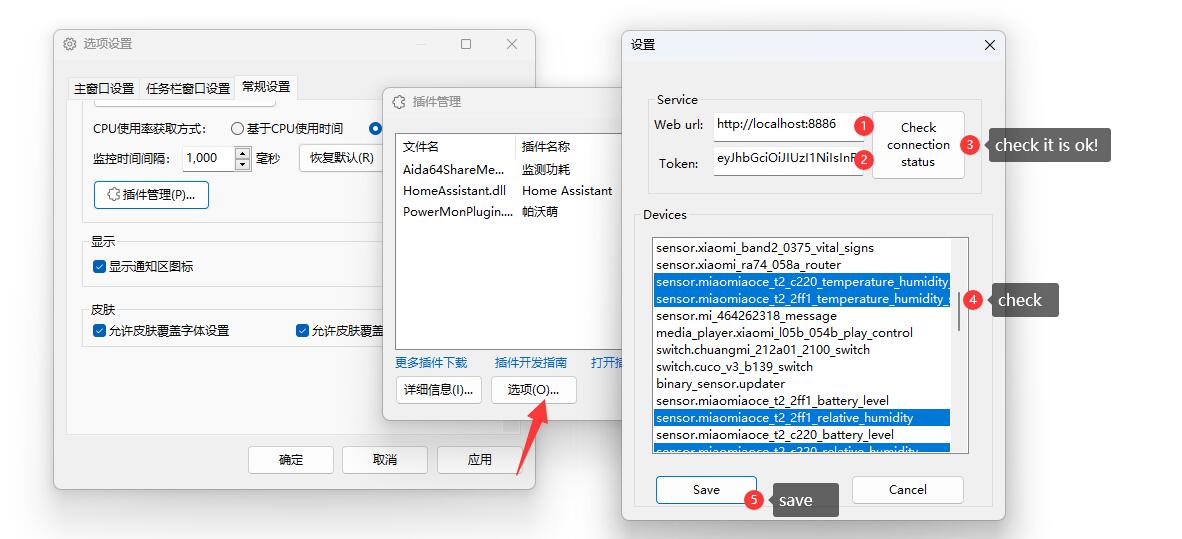 选项设置
主窗口设置 任务栏窗口设置 常规设置
CPU使用率获取方式: 基于CPU使用时间
监控时间间隔: 1,000 毫秒 恢复默认(R)
插件管理(P)...
显示
显示通知区图标
皮肤
允许皮肤覆盖字体设置 允许皮肤覆盖
确定 取消 应用
插件管理
文件名 插件名称
Aida64ShareMe... 监测功耗
HomeAssistant.dll Home Assistant
PowerMonPlugin.... 帕沃萌
更多插件下载 插件开发指南 打开插
详细信息(I)... 选项(O)...
设置
Service
Web url: http://localhost:8886 1
Token: eyJhbGciOiJIUzI1NiIsInR 2
Check
connection
status
3 check it is ok!
Devices
sensor.xiaomi_band2_0375_vital_signs
sensor.xiaomi_ra74_058a_router
sensor.miaomiaoce_t2_c220_temperature_humidity_
sensor.miaomiaoce_t2_2ff1_temperature_humidity_s
sensor.mi_464262318_message
media_player.xiaomi_l05b_054b_play_control
switch.chuangmi_212a01_2100_switch
switch.cuco_v3_b139_switch
binary_sensor.updater
sensor.miaomiaoce_t2_2ff1_battery_level
sensor.miaomiaoce_t2_2ff1_relative_humidity
sensor.miaomiaoce_t2_c220_battery_level
sensor.miaomiaoce_t2_c220_relative_humidity
4 check
Save Cancel
5 save